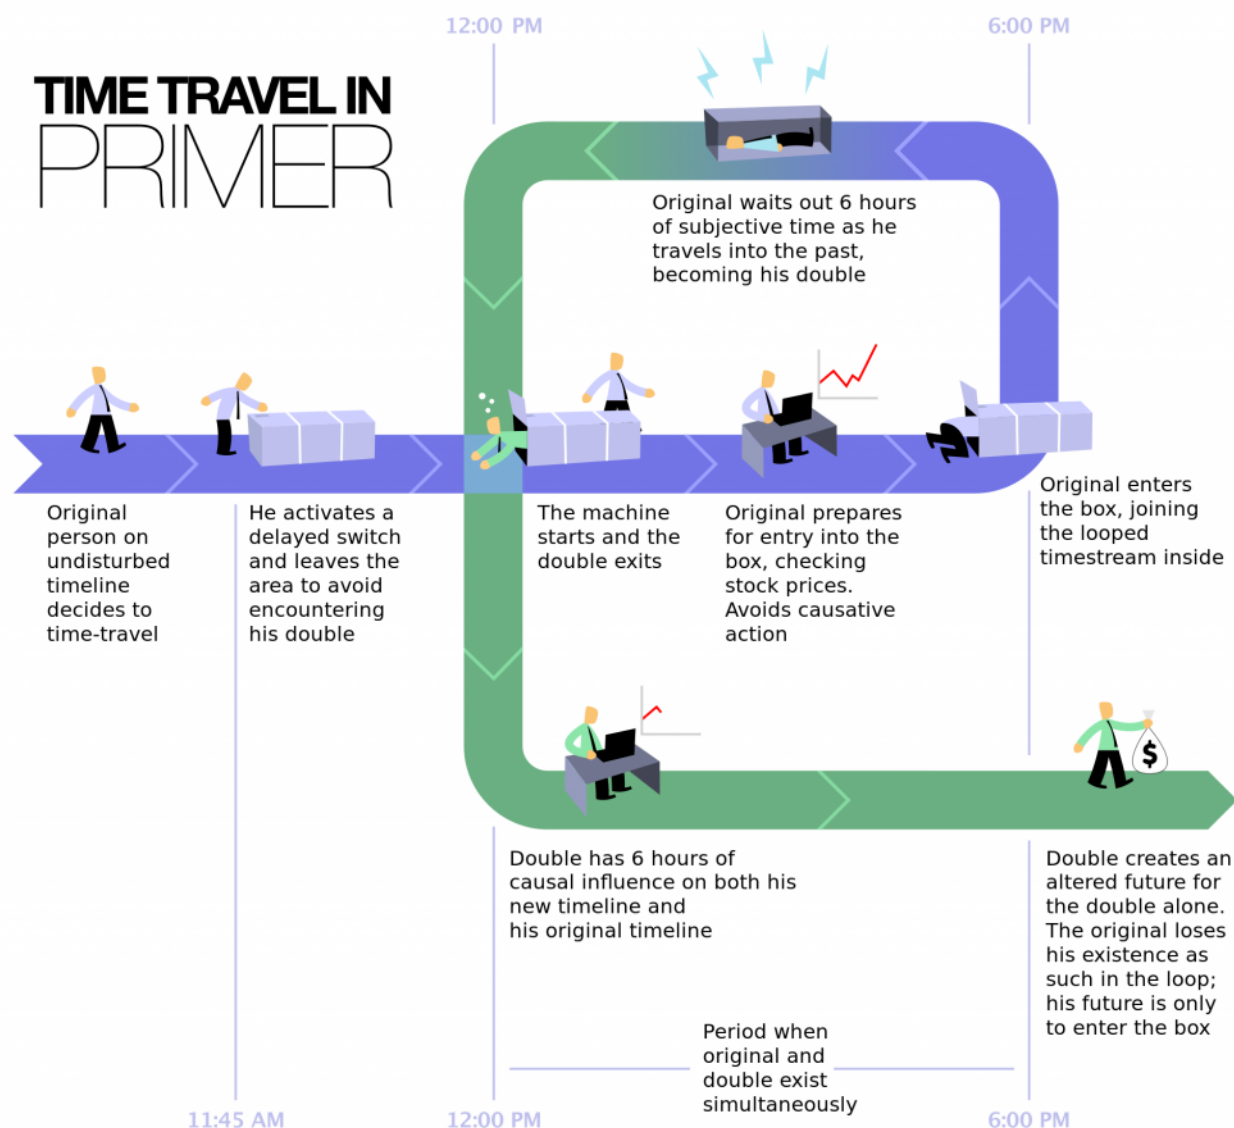 12:00 PM
6:00 PM
TIME TRAVEL IN
PRIMER
Original waits out 6 hours
of subjective time as he
travels into the past,
becoming his double
Original
person on
undisturbed
timeline
decides to
time-travel
He activates a
delayed switch
and leaves the
area to avoid
encountering
his double
The machine
starts and the
double exits
Original prepares
for entry into the
box, checking
stock prices.
Avoids causative
action
Original enters
the box, joining
the looped
timestream inside
$
Double has 6 hours of
causal influence on both his
new timeline and
his original timeline
Double creates an
altered future for
the double alone.
The original loses
his existence as
such in the loop;
his future is only
to enter the box
Period when
original and
double exist
simultaneously
11:45 AM
12:00 PM
6:00 PM